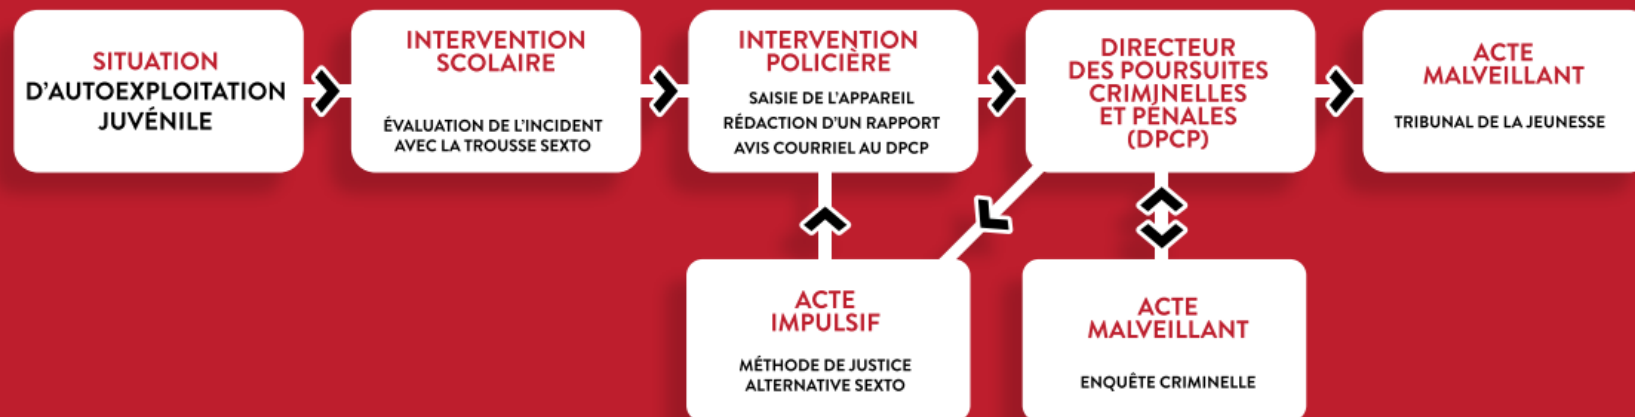 SITUATION
D'AUTOEXPLOITATION
JUVÉNILE
INTERVENTION
SCOLAIRE
ÉVALUATION DE L'INCIDENT
AVEC LA TROUSSE SEXTO
INTERVENTION
POLICIÈRE
SAISIE DE L'APPAREIL
RÉDACTION D'UN RAPPORT
AVIS COURRIEL AU DPCP
DIRECTEUR
DES POURSUITES
CRIMINELLES
ET PÉNALES
(DPCP)
ACTE
MALVEILLANT
TRIBUNAL DE LA JEUNESSE
ACTE
IMPULSIF
MÉTHODE DE JUSTICE
ALTERNATIVE SEXTO
ACTE
MALVEILLANT
ENQUÊTE CRIMINELLE